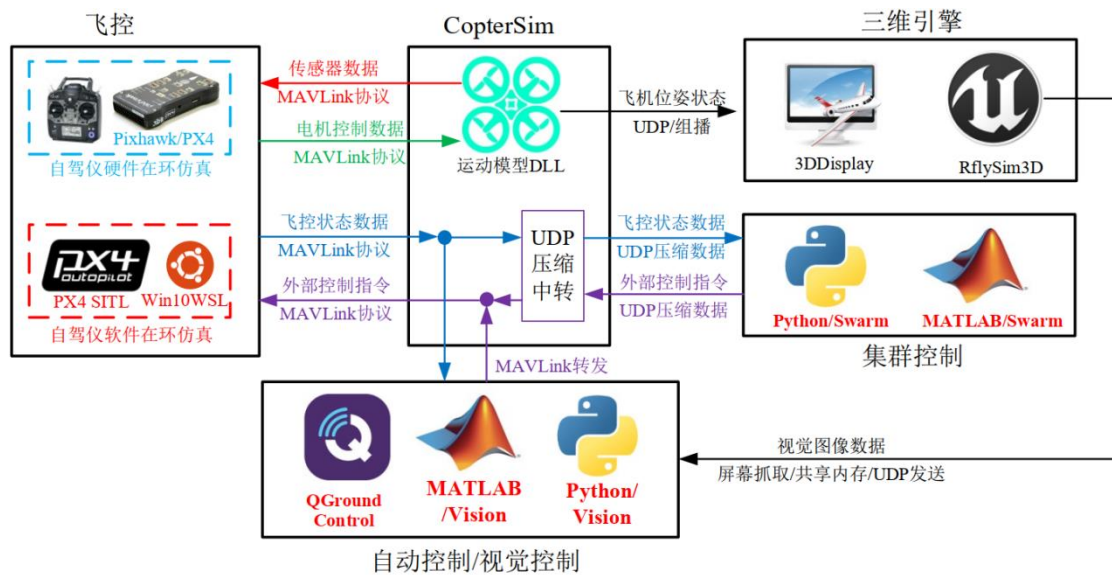 飞控
CopterSim
三维引擎
传感器数据
MAVLink协议
Pixhawk/PX4
自驾仪硬件在环仿真
电机控制数据
MAVLink协议
运动模型DLL
飞机位姿状态
UDP/组播
3DDisplay
RflySim3D
px4
autopilot
PX4 SITL
Win10WSL
自驾仪软件在环仿真
飞控状态数据
MAVLink协议
外部控制指令
MAVLink协议
UDP
压缩
中转
飞控状态数据
UDP压缩数据
外部控制指令
UDP压缩数据
Python/Swarm
MATLAB/Swarm
集群控制
MAVLink转发
QGround
Control
MATLAB
/Vision
Python/
Vision
视觉图像数据
屏幕抓取/共享内存/UDP发送
自动控制/视觉控制